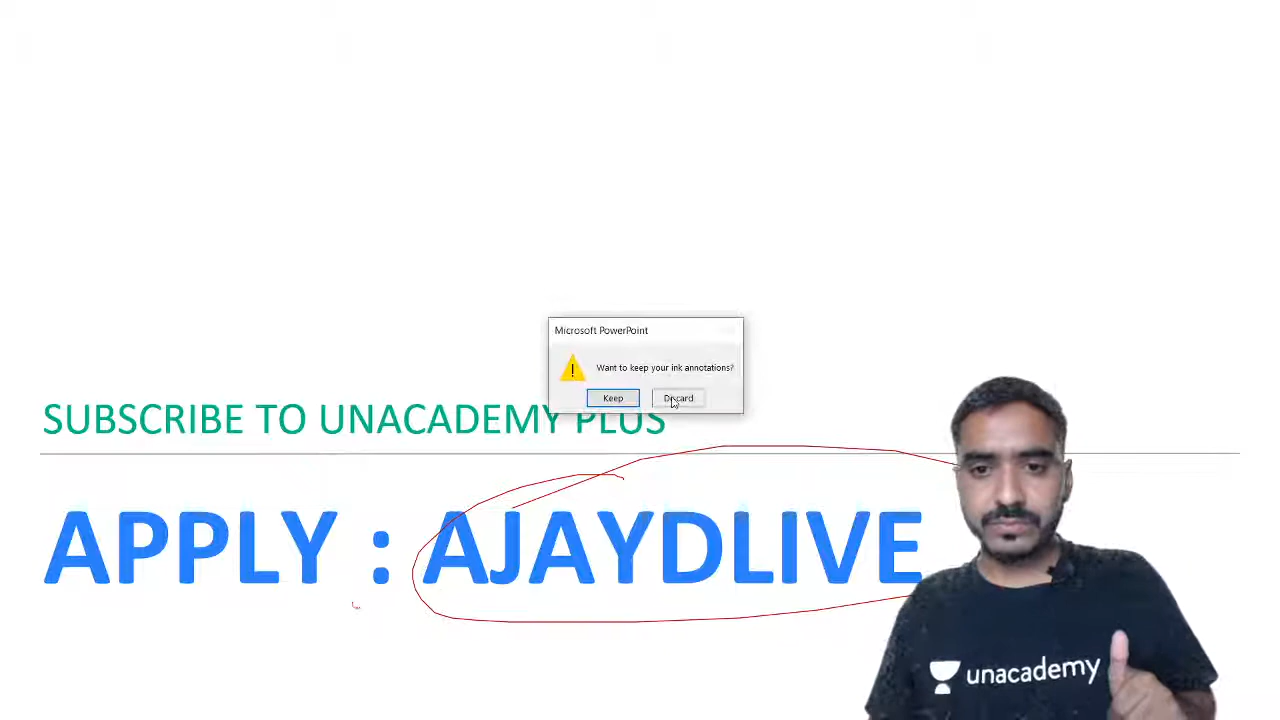 Microsoft PowerPoint
Want to keep your ink annotations?
Keep Discard
SUBSCRIBE TO UNACADEMY PLUS
APPLY : AJAYDLIVE
unacademy